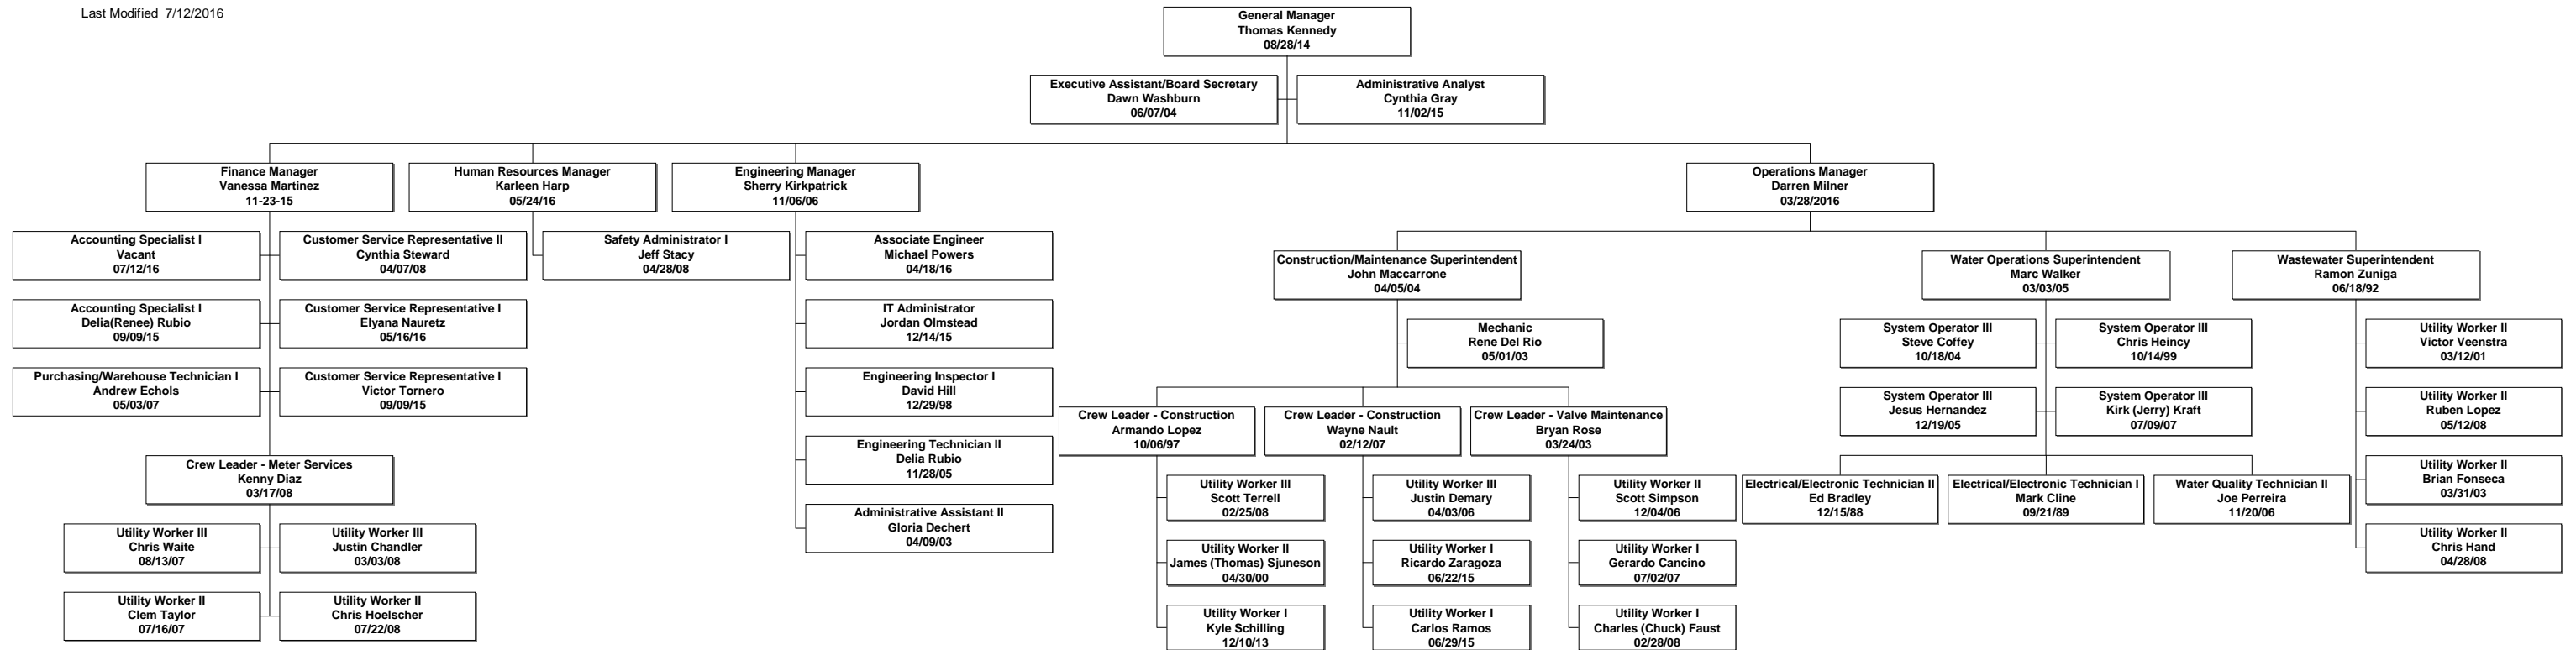 Last Modified 7/12/2016
General Manager
Thomas Kennedy
08/28/14
Executive Assistant/Board Secretary
Dawn Washburn
06/07/04
Administrative Analyst
Cynthia Gray
11/02/15
Finance Manager
Vanessa Martinez
11-23-15
Human Resources Manager
Karleen Harp
05/24/16
Engineering Manager
Sherry Kirkpatrick
11/06/06
Operations Manager
Darren Milner
03/28/2016
Accounting Specialist I
Vacant
07/12/16
Customer Service Representative II
Cynthia Steward
04/07/08
Accounting Specialist I
Delia(Renee) Rubio
09/09/15
Customer Service Representative I
Elyana Nauretz
05/16/16
Purchasing/Warehouse Technician I
Andrew Echols
05/03/07
Customer Service Representative I
Victor Tornero
09/09/15
Crew Leader - Meter Services
Kenny Diaz
03/17/08
Utility Worker III
Chris Waite
08/13/07
Utility Worker III
Justin Chandler
03/03/08
Utility Worker II
Clem Taylor
07/16/07
Utility Worker II
Chris Hoelscher
07/22/08
Safety Administrator I
Jeff Stacy
04/28/08
Associate Engineer
Michael Powers
04/18/16
IT Administrator
Jordan Olmstead
12/14/15
Engineering Inspector I
David Hill
12/29/98
Engineering Technician II
Delia Rubio
11/28/05
Administrative Assistant II
Gloria Dechert
04/09/03
Construction/Maintenance Superintendent
John Maccarrone
04/05/04
Mechanic
Rene Del Rio
05/01/03
Crew Leader - Construction
Armando Lopez
10/06/97
Utility Worker III
Scott Terrell
02/25/08
Utility Worker II
James (Thomas) Sjuneson
04/30/00
Utility Worker I
Kyle Schilling
12/10/13
Crew Leader - Construction
Wayne Nault
02/12/07
Utility Worker III
Justin Demary
04/03/06
Utility Worker I
Ricardo Zaragoza
06/22/15
Utility Worker I
Carlos Ramos
06/29/15
Crew Leader - Valve Maintenance
Bryan Rose
03/24/03
Utility Worker II
Scott Simpson
12/04/06
Utility Worker I
Gerardo Cancino
07/02/07
Utility Worker I
Charles (Chuck) Faust
02/28/08
Water Operations Superintendent
Marc Walker
03/03/05
System Operator III
Steve Coffey
10/18/04
System Operator III
Chris Heincy
10/14/99
System Operator III
Jesus Hernandez
12/19/05
System Operator III
Kirk (Jerry) Kraft
07/09/07
Electrical/Electronic Technician II
Ed Bradley
12/15/88
Electrical/Electronic Technician I
Mark Cline
09/21/89
Water Quality Technician II
Joe Perreira
11/20/06
Wastewater Superintendent
Ramon Zuniga
06/18/92
Utility Worker II
Victor Veenstra
03/12/01
Utility Worker II
Ruben Lopez
05/12/08
Utility Worker II
Brian Fonseca
03/31/03
Utility Worker II
Chris Hand
04/28/08